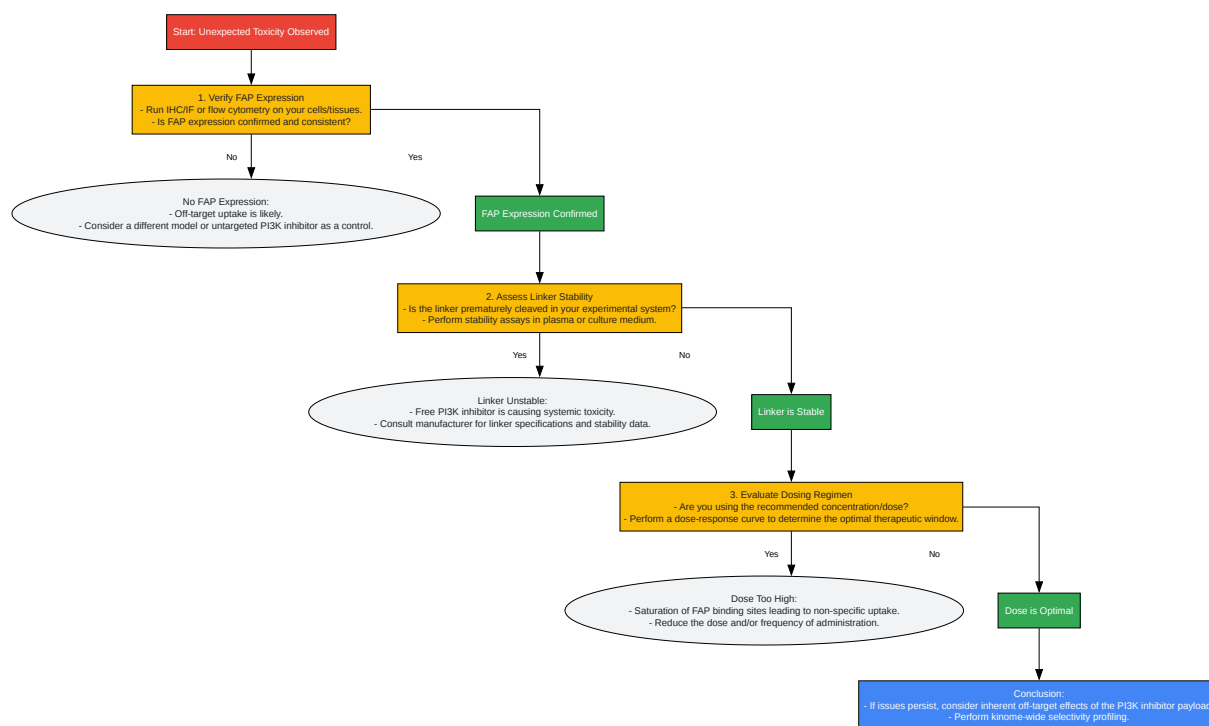 Start: Unexpected Toxicity Observed
1. Verify FAP Expression
- Run IHC/IF or flow cytometry on your cells/tissues.
- Is FAP expression confirmed and consistent?
No
Yes
No FAP Expression:
- Off-target uptake is likely.
- Consider a different model or untargeted PI3K inhibitor as a control.
FAP Expression Confirmed
2. Assess Linker Stability
- Is the linker prematurely cleaved in your experimental system?
- Perform stability assays in plasma or culture medium.
Yes
No
Linker Unstable:
- Free PI3K inhibitor is causing systemic toxicity.
- Consult manufacturer for linker specifications and stability data.
Linker is Stable
3. Evaluate Dosing Regimen
- Are you using the recommended concentration/dose?
- Perform a dose-response curve to determine the optimal therapeutic window.
Yes
No
Dose Too High:
- Saturation of FAP binding sites leading to non-specific uptake.
- Reduce the dose and/or frequency of administration.
Dose is Optimal
Conclusion:
- If issues persist, consider inherent off-target effects of the PI3K inhibitor payload
- Perform kinome-wide selectivity profiling.